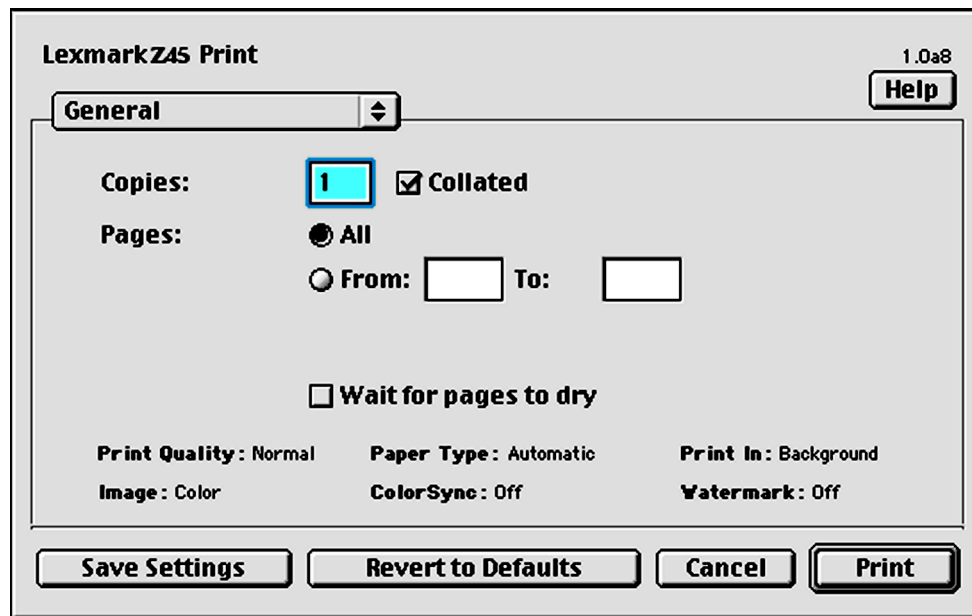 Lexmark Z45 Print
1.0a8
Help
General
Copies: 1 Collated
Pages: All
From: To:
Wait for pages to dry
Print Quality: Normal Paper Type: Automatic Print In: Background
Image: Color ColorSync: Off Watermark: Off
Save Settings Revert to Defaults Cancel Print